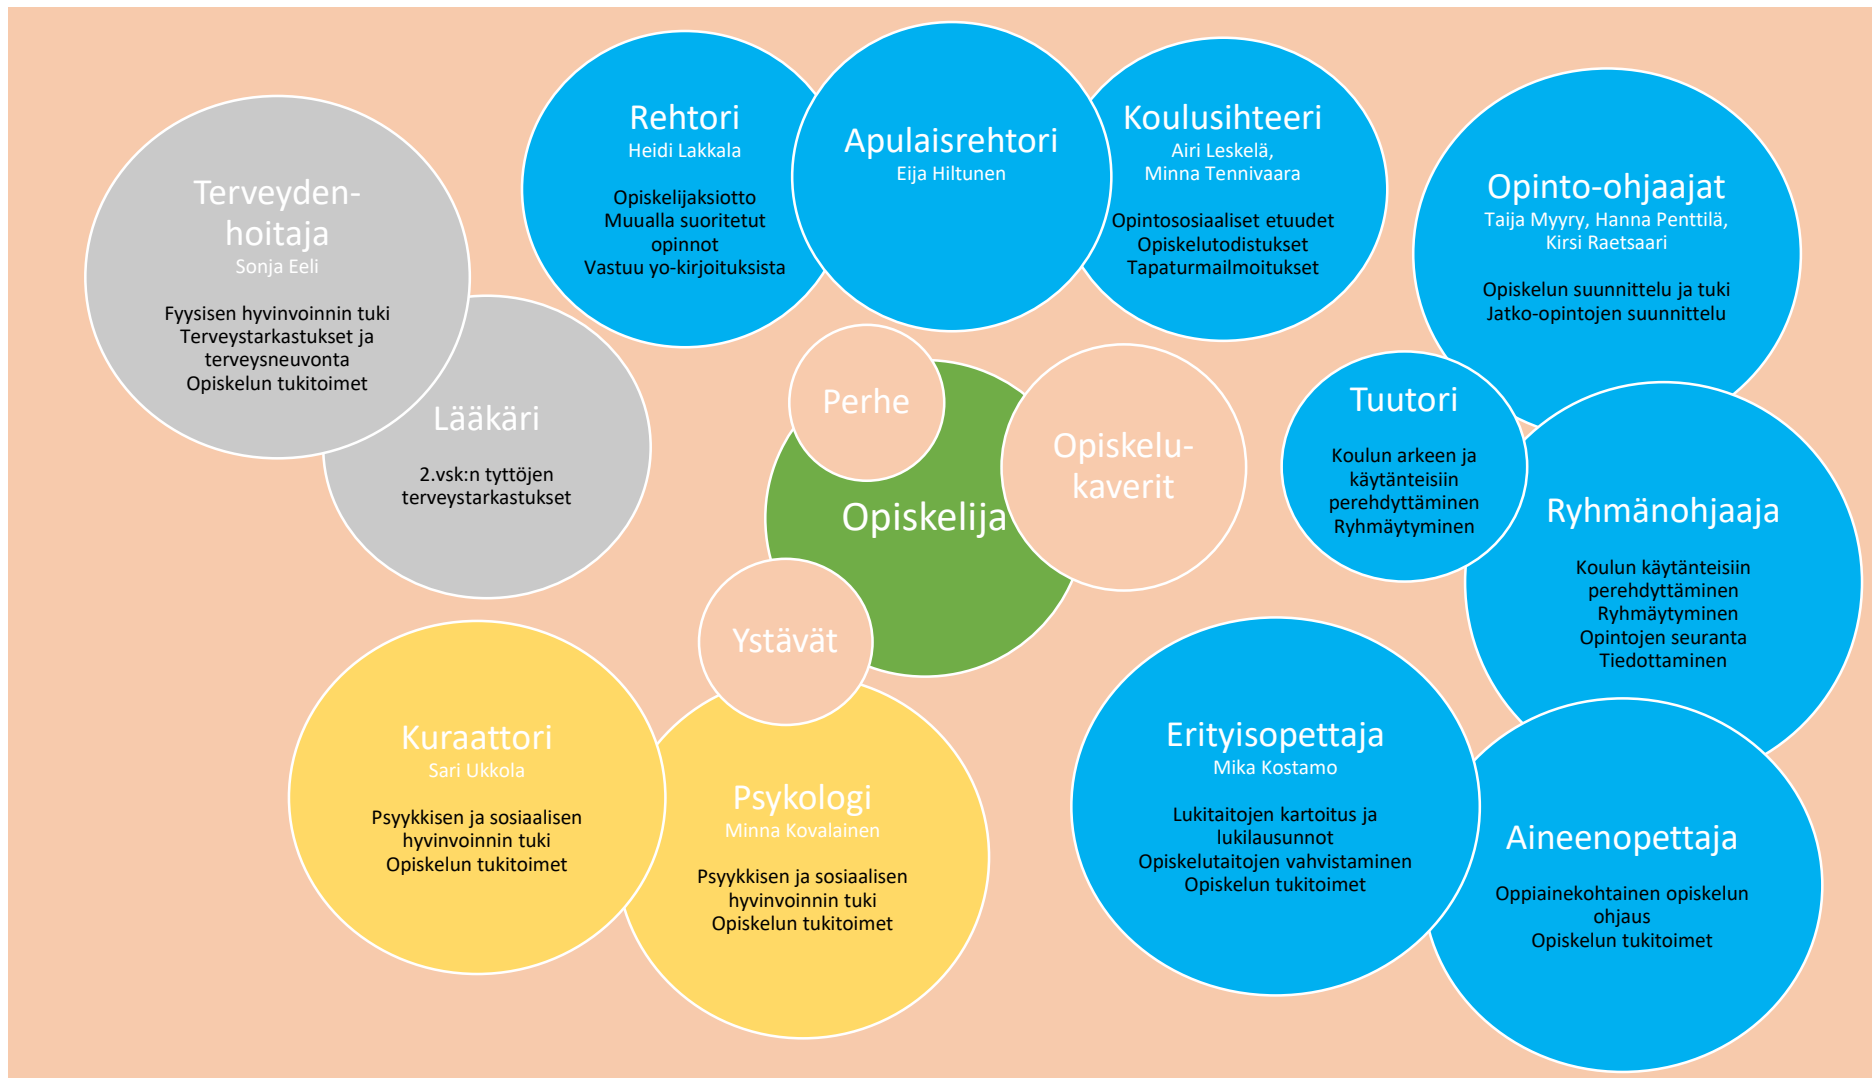 Terveyden-
hoitaja
Sonja Eeli
Fyysisen hyvinvoinnin tuki
Terveystarkastukset ja
terveysneuvonta
Opiskelun tukitoimet
Lääkäri
2.vsk:n tyttöjen
terveystarkastukset
Rehtori
Heidi Lakkala
Opiskelijaksiotto
Muualla suoritetut
opinnot
Vastuu yo-kirjoituksista
Apulaisrehtori
Eija Hiltunen
Koulusihteeri
Airi Leskelä,
Minna Tennivaara
Opintososiaaliset etuudet
Opiskelutodistukset
Tapaturmailmoitukset
Opinto-ohjaajat
Taija Myyry, Hanna Penttilä,
Kirsi Raetsaari
Opiskelun suunnittelu ja tuki
Jatko-opintojen suunnittelu
Tuutori
Koulun arkeen ja
käytänteisiin
perehdyttäminen
Ryhmäytyminen
Ryhmänohjaaja
Koulun käytänteisiin
perehdyttäminen
Ryhmäytyminen
Opintojen seuranta
Tiedottaminen
Perhe
Opiskelu-
kaverit
Opiskelija
Ystävät
Kuraattori
Sari Ukkola
Psyykkisen ja sosiaalisen
hyvinvoinnin tuki
Opiskelun tukitoimet
Psykologi
Minna Kovalainen
Psyykkisen ja sosiaalisen
hyvinvoinnin tuki
Opiskelun tukitoimet
Erityisopettaja
Mika Kostamo
Lukitaitojen kartoitus ja
lukilausunnot
Opiskelutaitojen vahvistaminen
Opiskelun tukitoimet
Aineenopettaja
Oppiainekohtainen opiskelun
ohjaus
Opiskelun tukitoimet